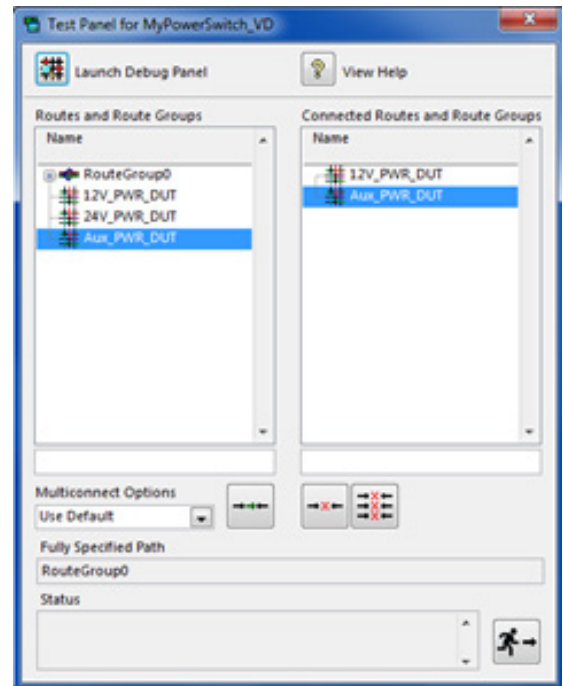 Test Panel for MyPowerSwitch_VD
Launch Debug Panel
? View Help
Routes and Route Groups
Name
RouteGroup0
12V_PWR_DUT
24V_PWR_DUT
Aux_PWR_DUT
Connected Routes and Route Groups
Name
12V_PWR_DUT
Aux_PWR_DUT
Multiconnect Options
Use Default
Fully Specified Path
RouteGroup0
Status